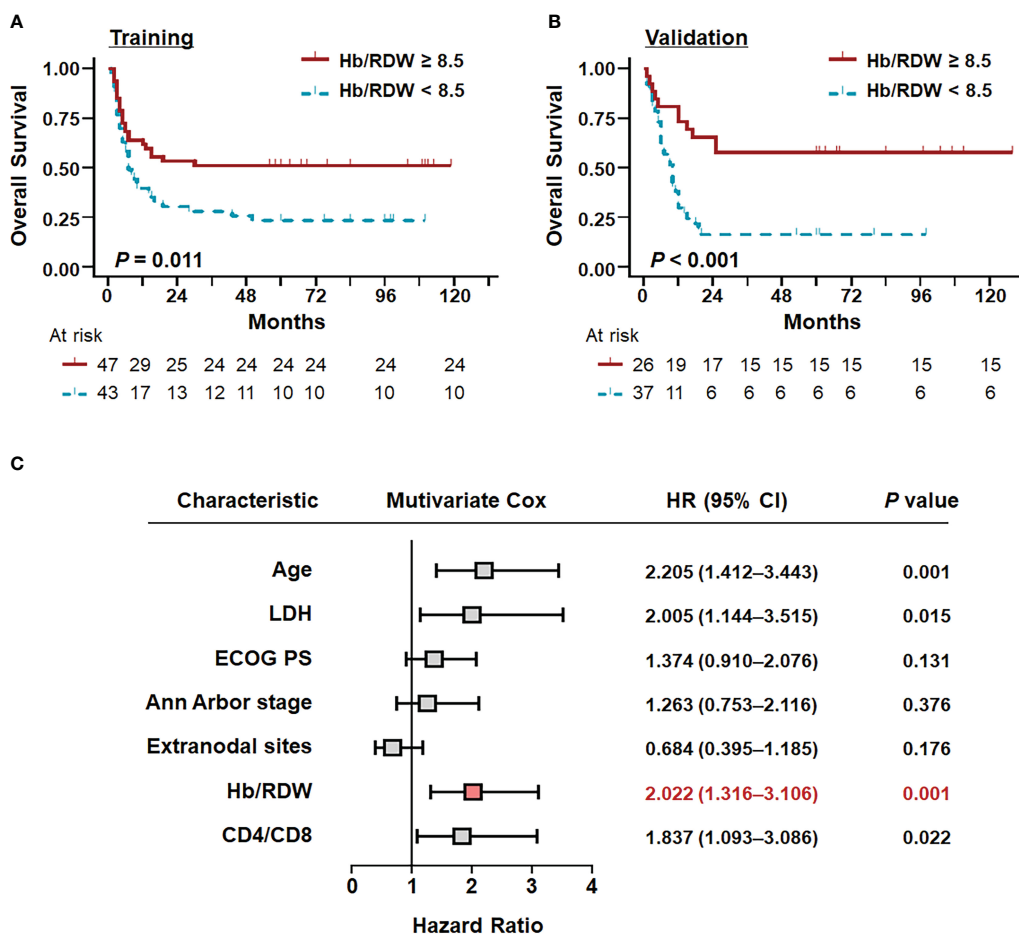 A
Training
Hb/RDW ≥ 8.5
Hb/RDW < 8.5
1.00
0.75
0.50
0.25
0.00
Overall Survival
P = 0.011
0 24 48 72 96 120
Months
At risk
47 29 25 24 24 24 24 24 24
43 17 13 12 11 10 10 10 10
B
Validation
Hb/RDW ≥ 8.5
Hb/RDW < 8.5
1.00
0.75
0.50
0.25
0.00
Overall Survival
P < 0.001
0 24 48 72 96 120
Months
At risk
26 19 17 15 15 15 15 15 15
37 11 6 6 6 6 6 6 6
C
Characteristic Mutivariate Cox HR (95% CI) P value
Age 2.205 (1.412–3.443) 0.001
LDH 2.005 (1.144–3.515) 0.015
ECOG PS 1.374 (0.910–2.076) 0.131
Ann Arbor stage 1.263 (0.753–2.116) 0.376
Extranodal sites 0.684 (0.395–1.185) 0.176
Hb/RDW 2.022 (1.316–3.106) 0.001
CD4/CD8 1.837 (1.093–3.086) 0.022
0 1 2 3 4
Hazard Ratio